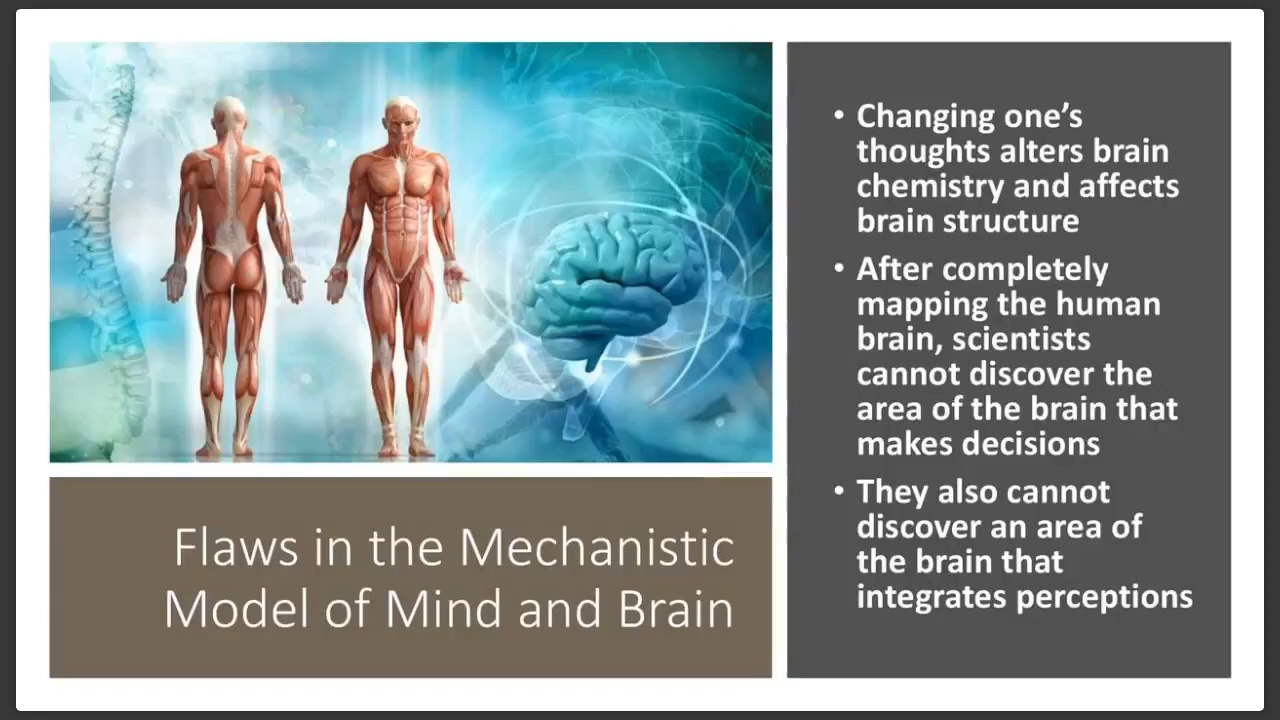 • Changing one's
thoughts alters brain
chemistry and affects
brain structure
• After completely
mapping the human
brain, scientists
cannot discover the
area of the brain that
makes decisions
• They also cannot
discover an area of
the brain that
integrates perceptions
Flaws in the Mechanistic
Model of Mind and Brain